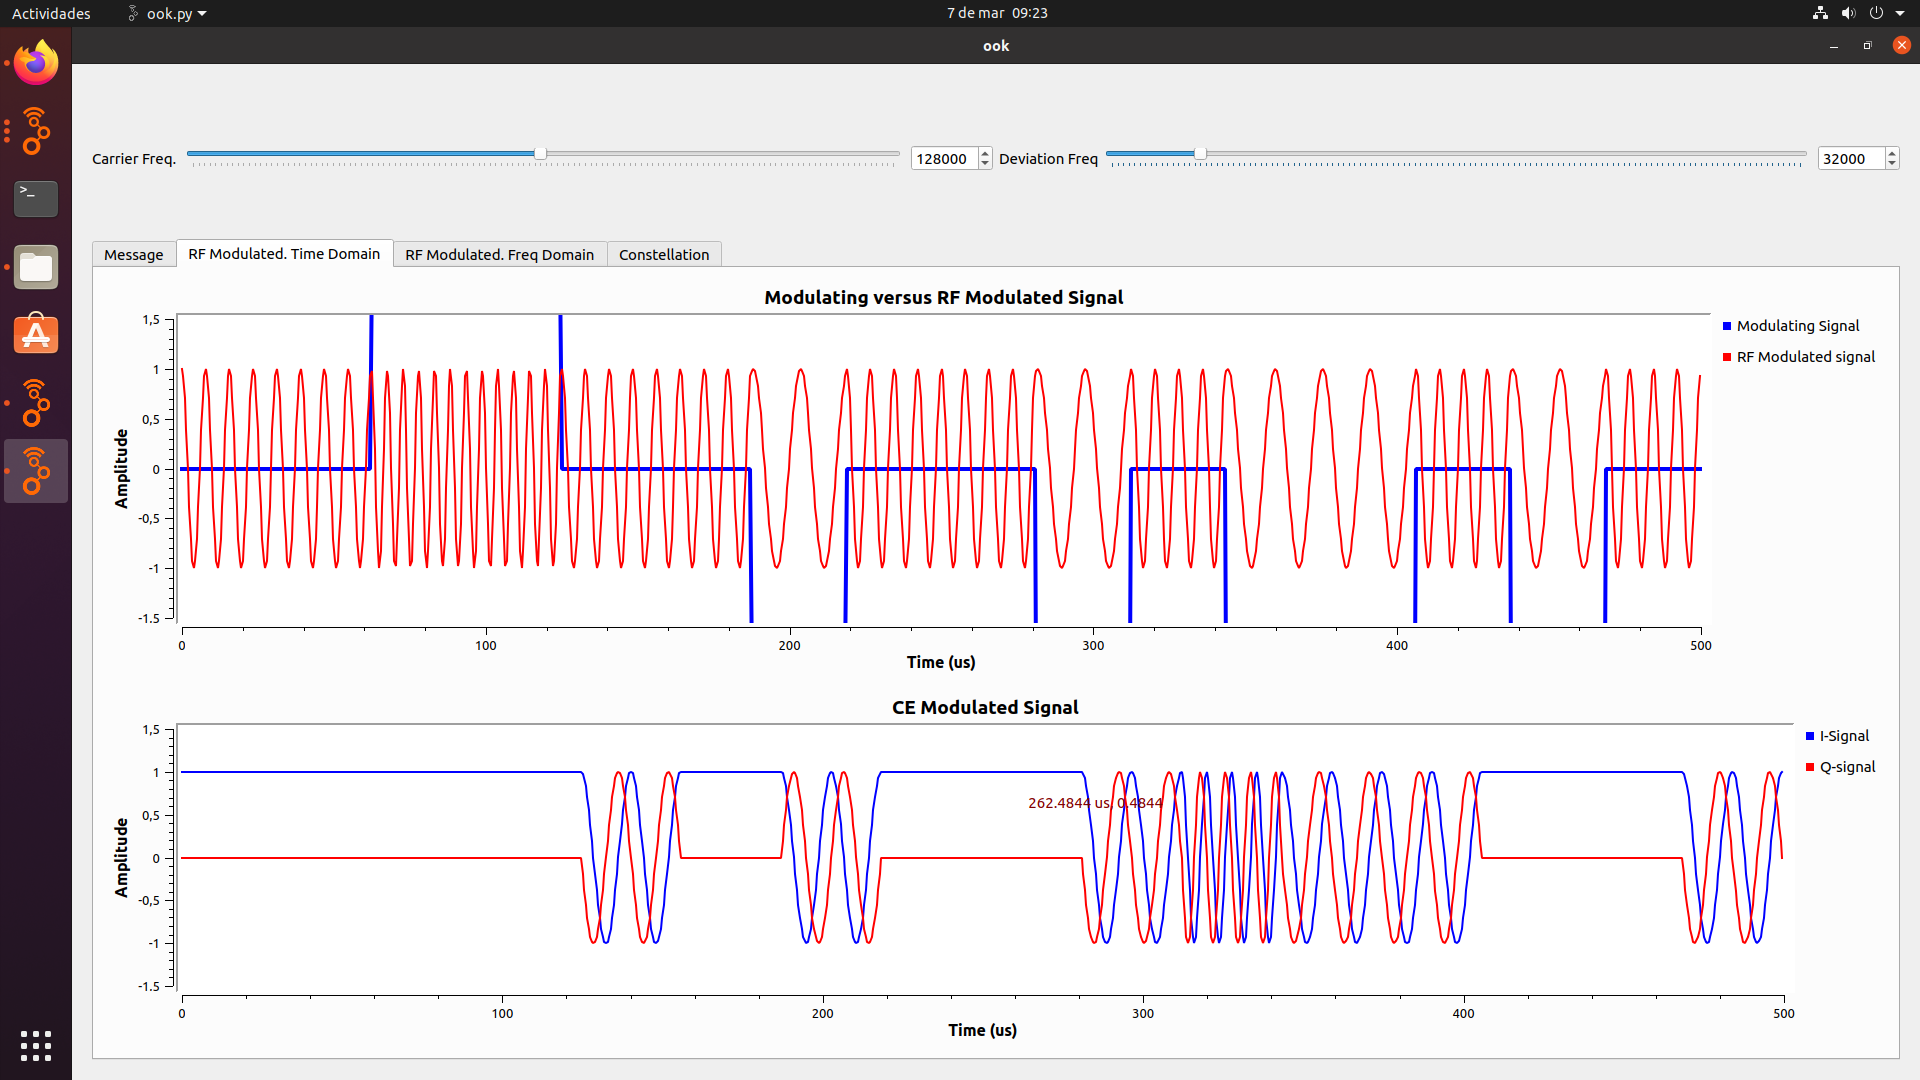 Actividades ook.py 7 de mar 09:23
ook
Carrier Freq. 128000 Deviation Freq 32000
Message RF Modulated. Time Domain RF Modulated. Freq Domain Constellation
Modulating versus RF Modulated Signal
1,5
1
0,5
0
-0,5
-1
-1.5
Amplitude
0 100 200 300 400 500
Time (us)
Modulating Signal
RF Modulated signal
CE Modulated Signal
1,5
1
0,5
0
-0,5
-1
-1.5
Amplitude
262.4844 us, 0.4844
0 100 200 300 400 500
Time (us)
I-Signal
Q-signal